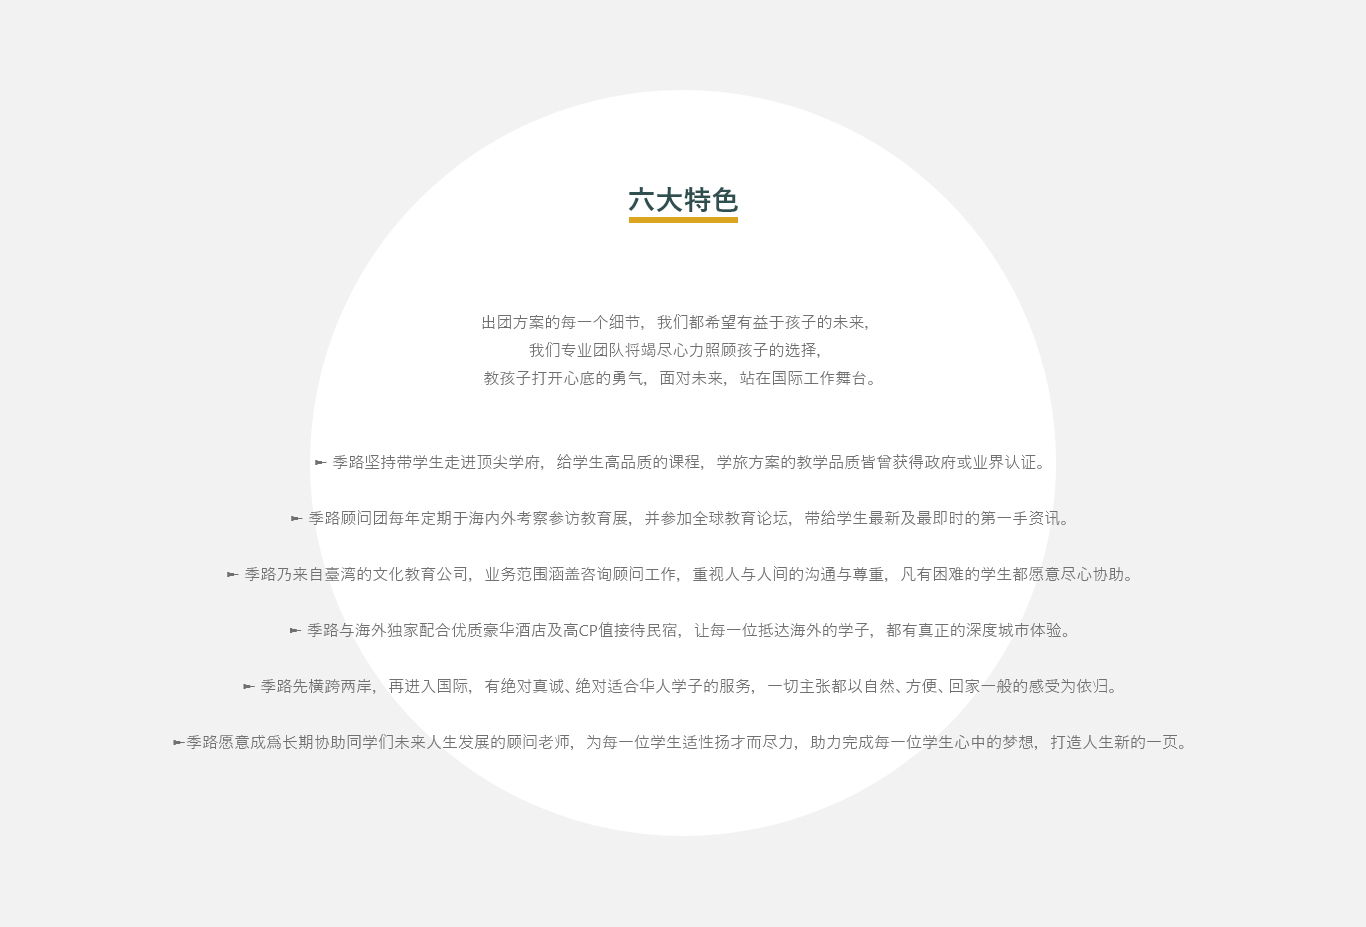 六大特色
出团方案的每一个细节，我们都希望有益于孩子的未来，
我们专业团队将竭尽心力照顾孩子的选择，
教孩子打开心底的勇气，面对未来，站在国际工作舞台。
► 季路坚持带学生走进顶尖学府，给学生高品质的课程，学旅方案的教学品质皆曾获得政府或业界认证。
► 季路顾问团每年定期于海内外考察参访教育展，并参加全球教育论坛，带给学生最新及最即时的第一手资讯。
► 季路乃来自臺湾的文化教育公司，业务范围涵盖咨询顾问工作，重视人与人间的沟通与尊重，凡有困难的学生都愿意尽心协助。
► 季路与海外独家配合优质豪华酒店及高CP值接待民宿，让每一位抵达海外的学子，都有真正的深度城市体验。
► 季路先横跨两岸，再进入国际，有绝对真诚、绝对适合华人学子的服务，一切主张都以自然、方便、回家一般的感受为依归。
►季路愿意成爲长期协助同学们未来人生发展的顾问老师，为每一位学生适性扬才而尽力，助力完成每一位学生心中的梦想，打造人生新的一页。